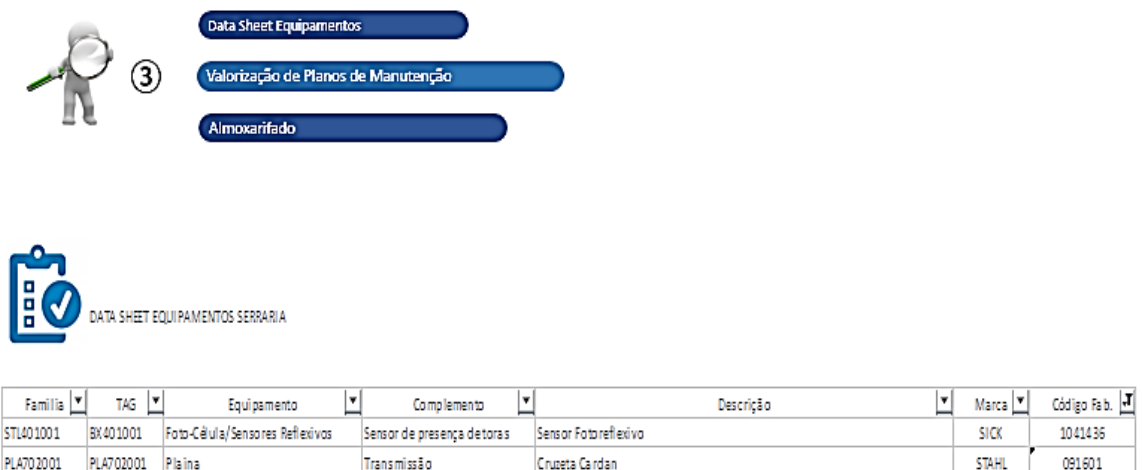 Data Sheet Equipamentos
3 Valorização de Planos de Manutenção
Almoxarifado
DATA SHEET EQUIPAMENTOS SERRARIA
Familia TAG Equipamento Complemento Descrição Marca Código Fab.
STL401001 BX401001 Foto-Célula/Sensores Reflexivos Sensor de presença de toras Sensor Fotoreflexivo SICK 1041436
PLA702001 PLA702001 Plaina Transmissão Cruzeta Cardan STAHL 091601